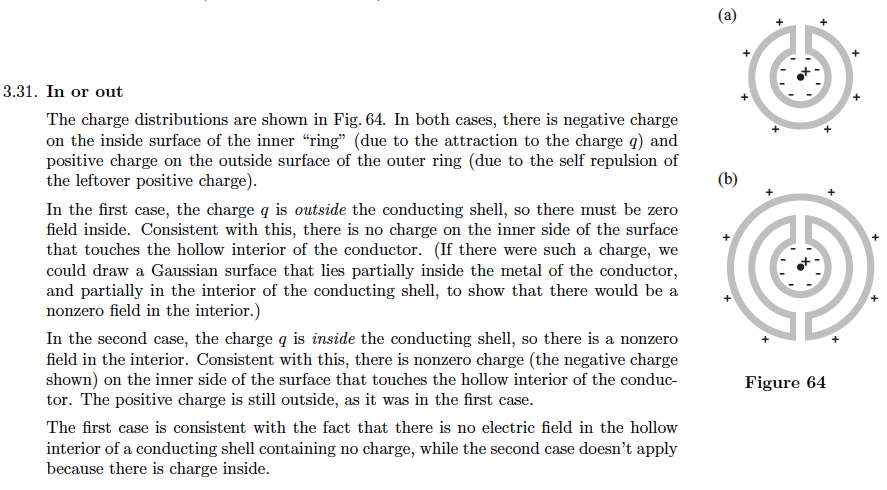 3.31. In or out
The charge distributions are shown in Fig. 64. In both cases, there is negative charge
on the inside surface of the inner “ring” (due to the attraction to the charge q) and
positive charge on the outside surface of the outer ring (due to the self repulsion of
the leftover positive charge).
In the first case, the charge q is outside the conducting shell, so there must be zero
field inside. Consistent with this, there is no charge on the inner side of the surface
that touches the hollow interior of the conductor. (If there were such a charge, we
could draw a Gaussian surface that lies partially inside the metal of the conductor,
and partially in the interior of the conducting shell, to show that there would be a
nonzero field in the interior.)
In the second case, the charge q is inside the conducting shell, so there is a nonzero
field in the interior. Consistent with this, there is nonzero charge (the negative charge
shown) on the inner side of the surface that touches the hollow interior of the conduc-
tor. The positive charge is still outside, as it was in the first case.
The first case is consistent with the fact that there is no electric field in the hollow
interior of a conducting shell containing no charge, while the second case doesn’t apply
because there is charge inside.
(a)
(b)
Figure 64